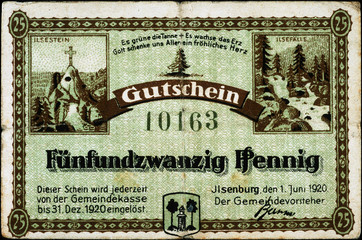 25
25
ILSESTEIN
Es grüne die Tanne + Es wachse das Erz
Gott schenke uns Allen ein fröhliches Herz
ILSEFÄLLE
Gutschein
10163
Fünfundzwanzig Pfennig
Dieser Schein wird jederzeit
von der Gemeindekasse
bis 31. Dez. 1920 eingelöst.
Jlsenburg, den 1. Juni 1920.
Der Gemeindevorsteher
25
25